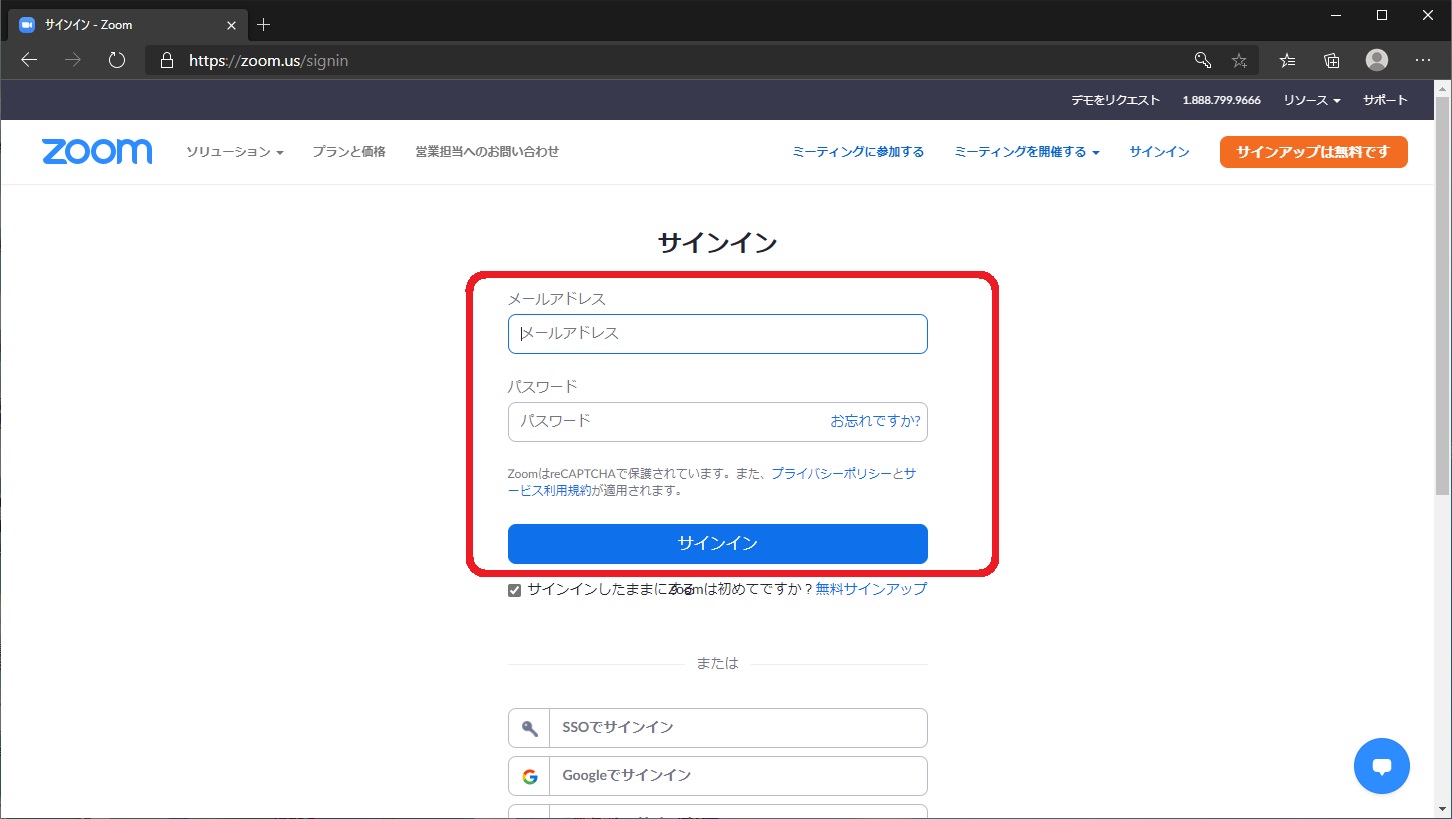 サインイン - Zoom
https://zoom.us/signin
デモをリクエスト 1.888.799.9666 リソース サポート
zoom ソリューション プランと価格 営業担当へのお問い合わせ ミーティングに参加する ミーティングを開催する サインイン サインアップは無料です
サインイン
メールアドレス
メールアドレス
パスワード
パスワード お忘れですか?
ZoomはreCAPTCHAで保護されています。また、プライバシーポリシーとサ
ービス利用規約が適用されます。
サインイン
サインインしたままにする Zoomは初めてですか？無料サインアップ
または
SSOでサインイン
Googleでサインイン